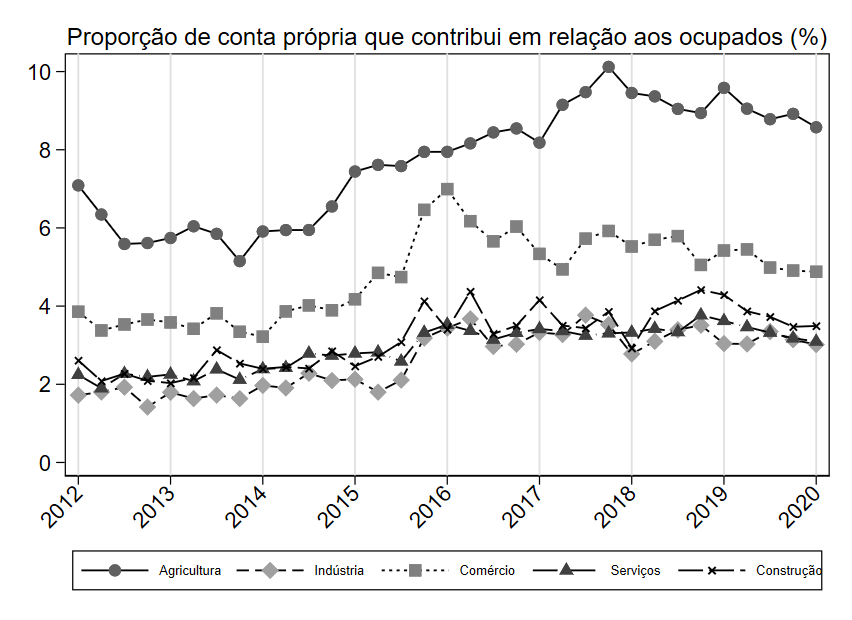 Proporção de conta própria que contribui em relação aos ocupados (%)
10
8
6
4
2
0
2012 2013 2014 2015 2016 2017 2018 2019 2020
Agricultura Indústria Comércio Serviços Construção